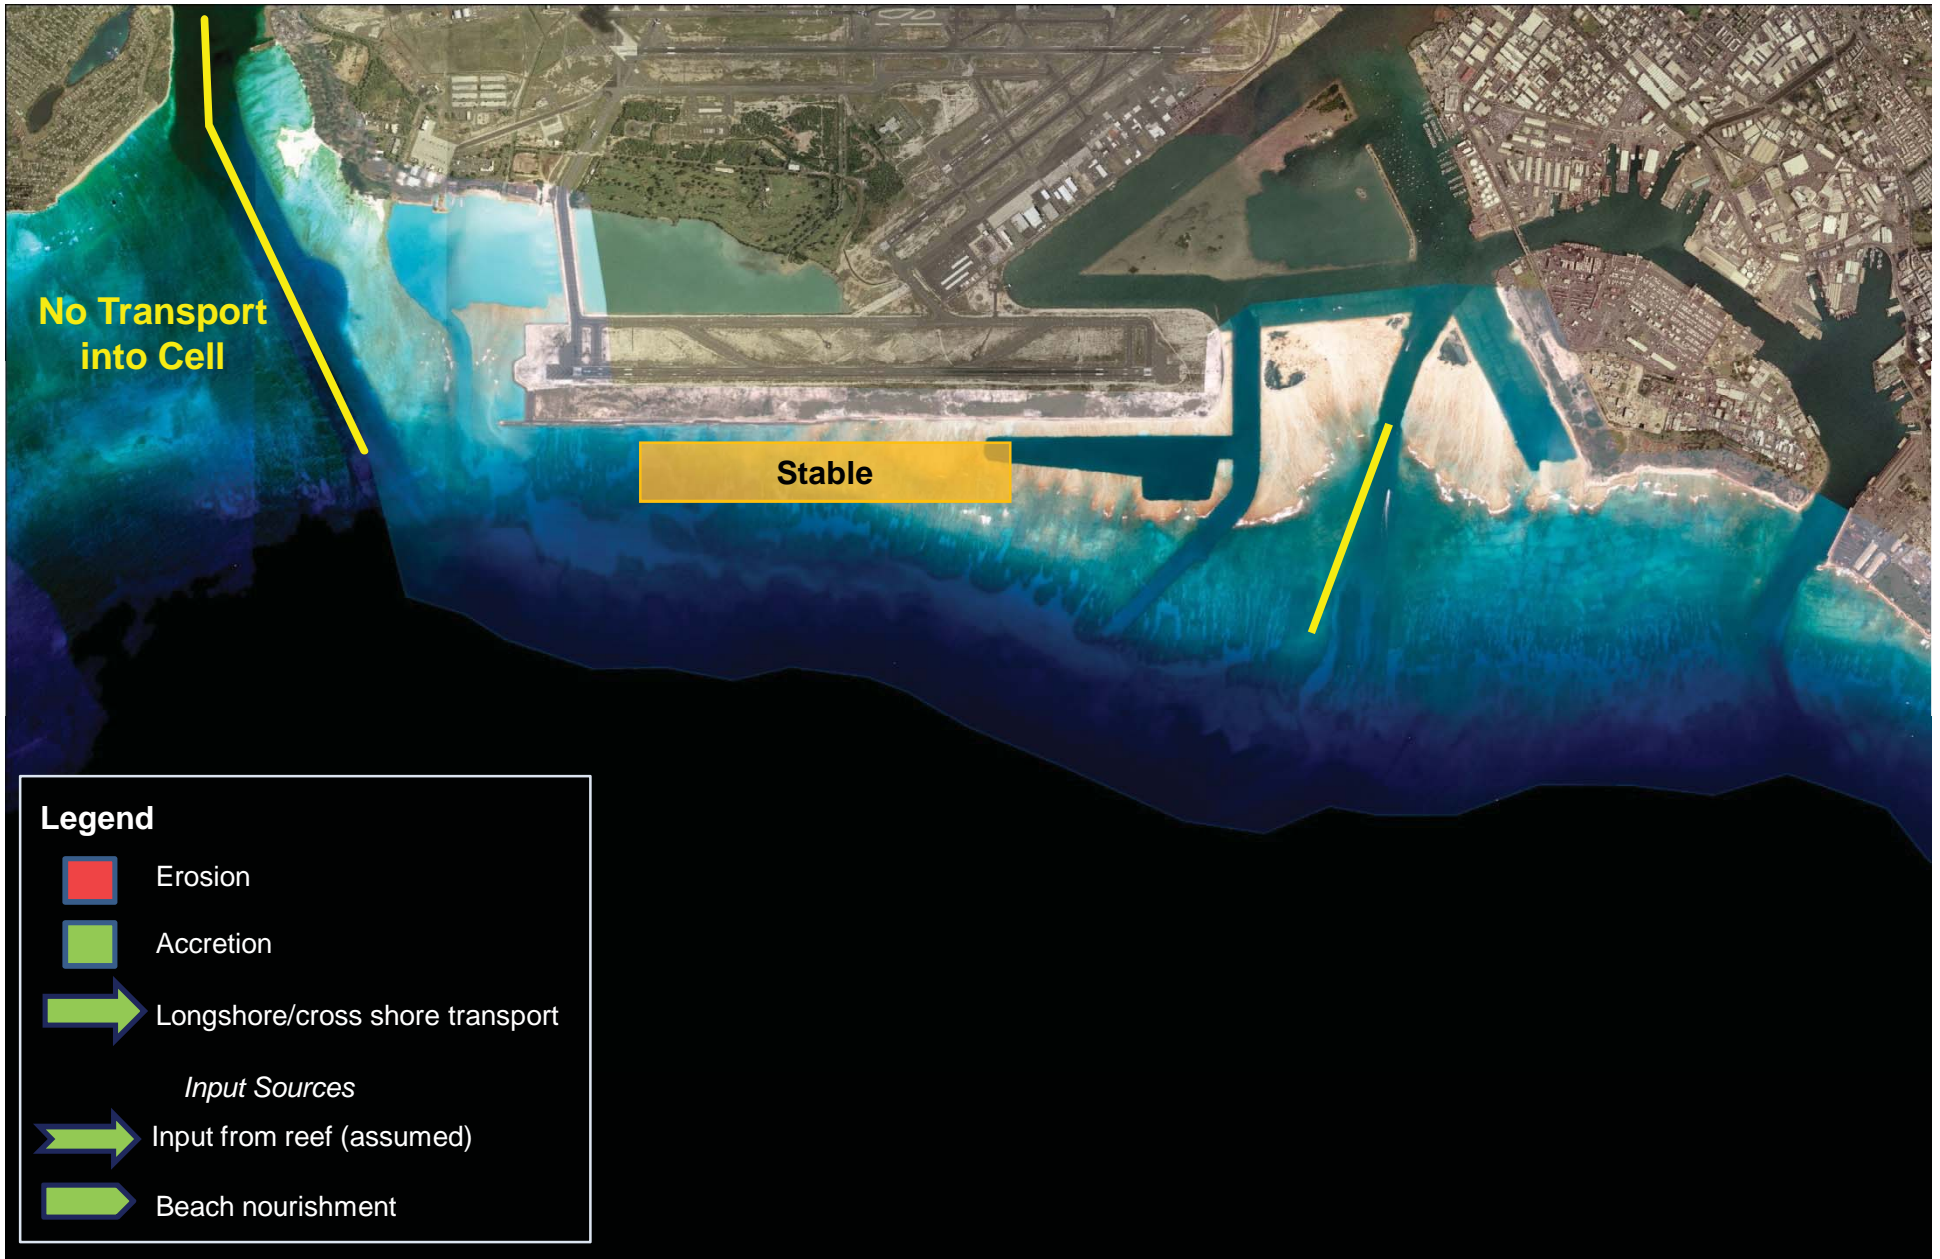 No Transport
into Cell
Stable
Legend
Erosion
Accretion
Longshore/cross shore transport
Input Sources
Input from reef (assumed)
Beach nourishment